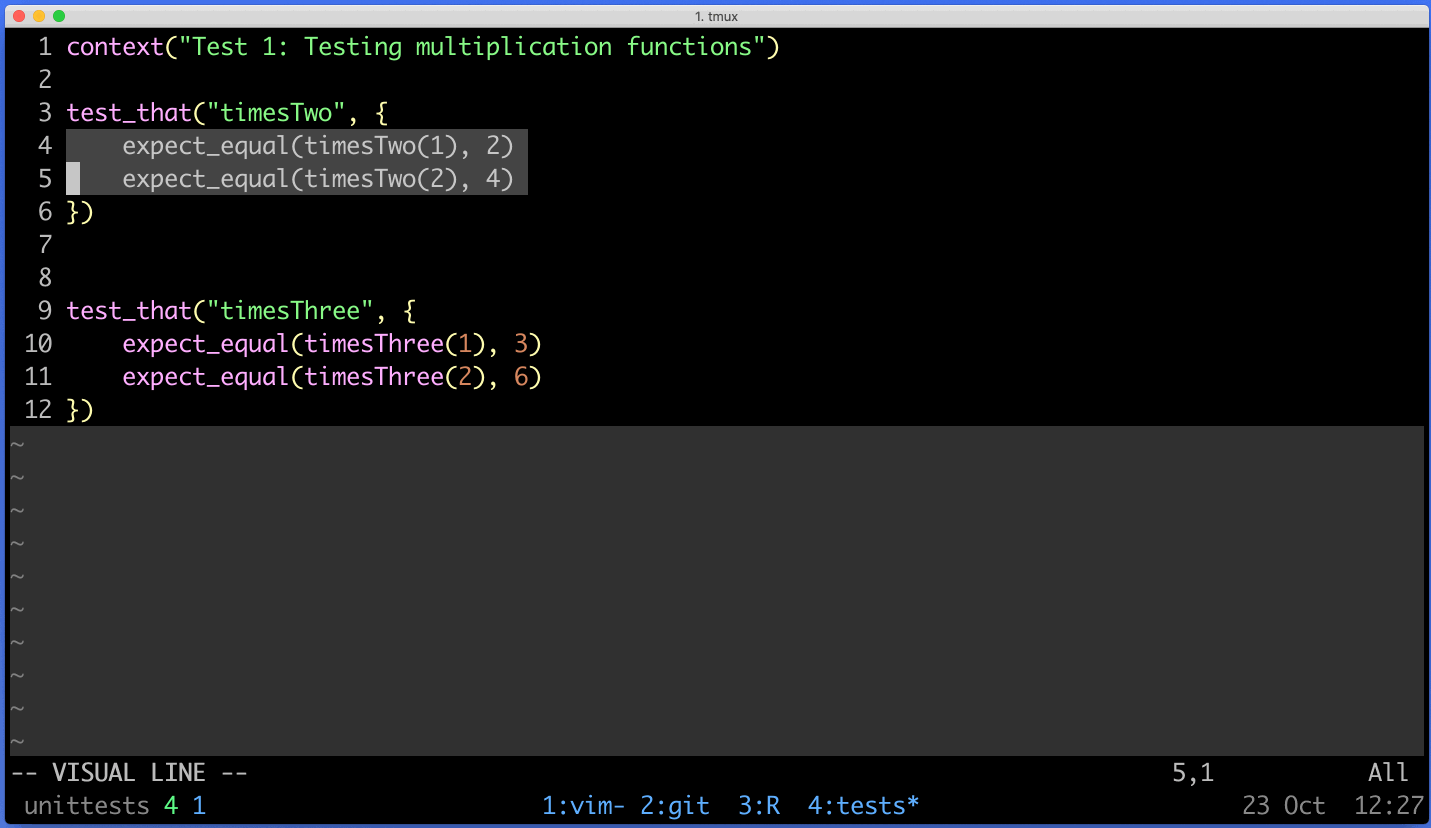 1. tmux
1 context("Test 1: Testing multiplication functions")
2
3 test_that("timesTwo", {
4     expect_equal(timesTwo(1), 2)
5     expect_equal(timesTwo(2), 4)
6 })
7
8
9 test_that("timesThree", {
10     expect_equal(timesThree(1), 3)
11     expect_equal(timesThree(2), 6)
12 })
~
~
~
~
~
~
~
~
~
~
-- VISUAL LINE -- 5,1 All
unittests 4 1 1:vim- 2:git 3:R 4:tests* 23 Oct 12:27